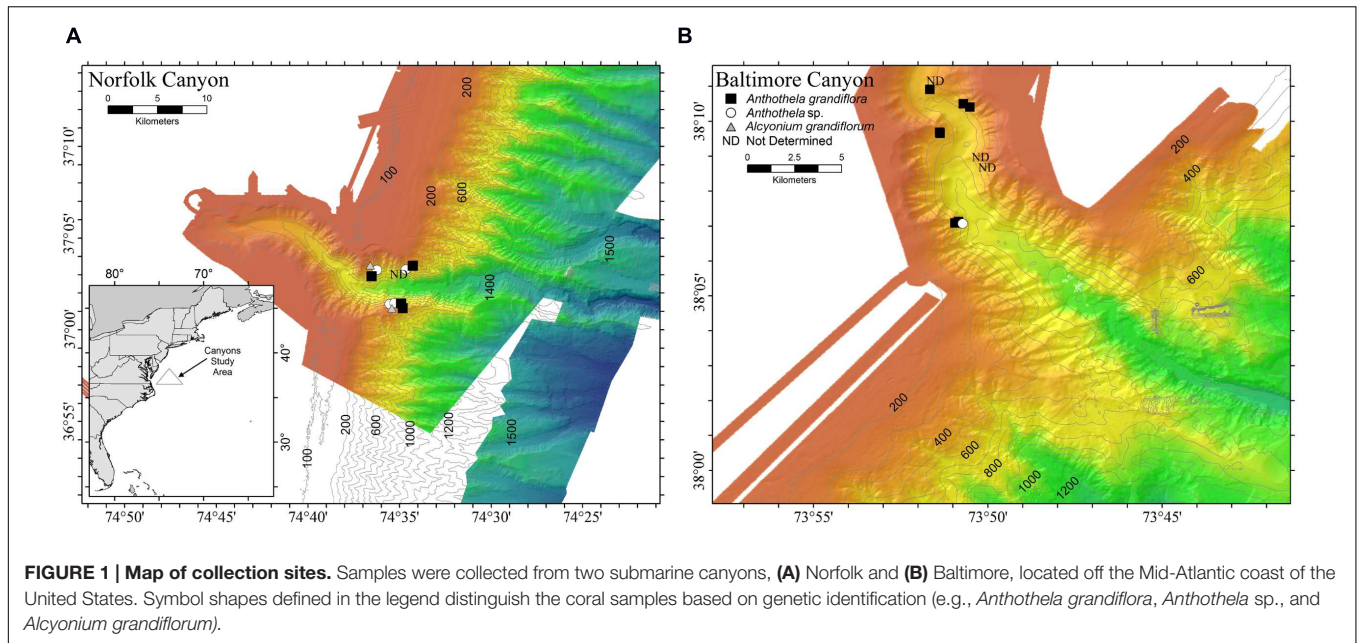 A
Norfolk Canyon
0 5 10
Kilometers
200
100
200
600
1500
1400
37°10'
37°05'
37°00'
36°55'
ND
80° 70°
Canyons
Study
Area
40°
30°
200
600
1000
1200
1500
100
74°50' 74°45' 74°40' 74°35' 74°30' 74°25'
B
Baltimore Canyon
Anthothela grandiflora
Anthothela sp.
Alcyonium grandiflorum
ND Not Determined
0 2.5 5
Kilometers
ND
ND
ND
200
400
600
38°10'
38°05'
38°00'
200
400
600
800
1000
1200
73°55' 73°50' 73°45'
FIGURE 1 | Map of collection sites. Samples were collected from two submarine canyons, (A) Norfolk and (B) Baltimore, located off the Mid-Atlantic coast of the
United States. Symbol shapes defined in the legend distinguish the coral samples based on genetic identification (e.g., Anthothela grandiflora, Anthothela sp., and
Alcyonium grandiflorum).